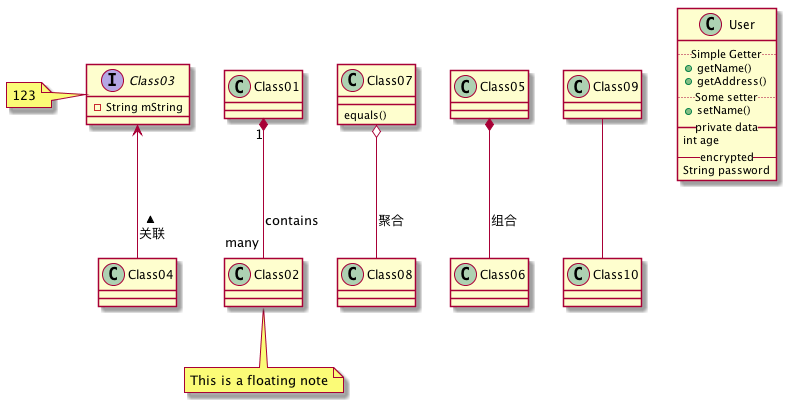 C User
Simple Getter
getName()
getAddress()
Some setter
setName()
private data
int age
encrypted
String password
123
I Class03
String mString
C Class01
C Class07
equals()
C Class05
C Class09
1
contains
many
关联
聚合
组合
C Class04
C Class02
C Class08
C Class06
C Class10
This is a floating note